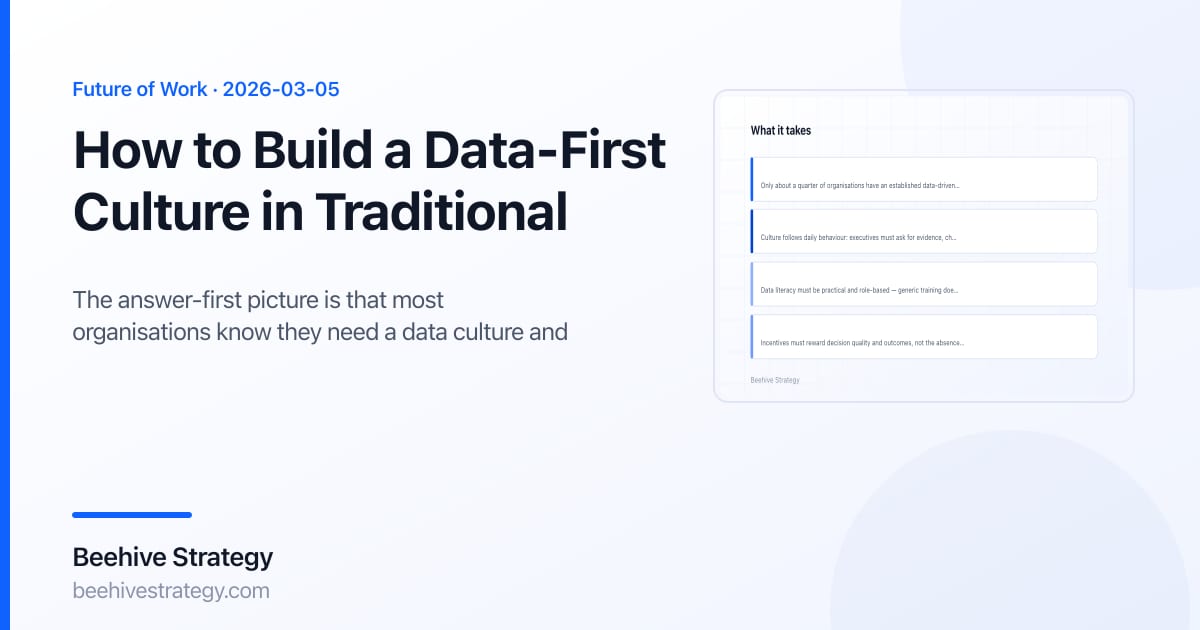 Future of Work · 2026-03-05
How to Build a Data-First
Culture in Traditional
The answer-first picture is that most
organisations know they need a data culture and
Beehive Strategy
beehivestrategy.com
What it takes
Only about a quarter of organisations have an established data-driven...
Culture follows daily behaviour: executives must ask for evidence, ch...
Data literacy must be practical and role-based — generic training doe...
Incentives must reward decision quality and outcomes, not the absence...
Beehive Strategy